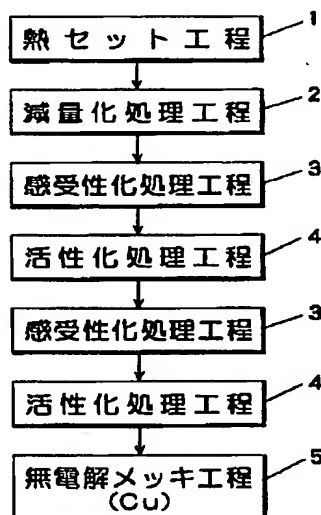 熱セット工程 1
減量化処理工程 2
感受性化処理工程 3
活性化処理工程 4
感受性化処理工程 3
活性化処理工程 4
無電解メッキ工程 5
(Cu)